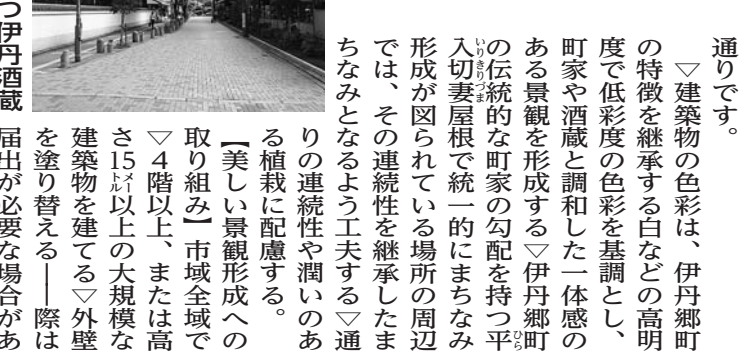 通りです。
▽建築物の色彩は、伊丹郷町
の特徴を継承する白などの高明
度で低彩度の色彩を基調とし、
町家や酒蔵と調和した一体感の
ある景観を形成する▽伊丹郷町
の伝統的な町家の勾配を持つ平
入切妻屋根で統一的にまちなみ
形成が図られている場所の周辺
では、その連続性を継承したま
ちなみとなるよう工夫する▽通
りの連続性や潤いのあ
る植栽に配慮する。
【美しい景観形成への
取り組み】市域全域で
▽4階以上、または高
さ15㍍以上の大規模な
建築物を建てる▽外壁
を塗り替える――際は
届出が必要な場合があ
つ伊丹酒蔵